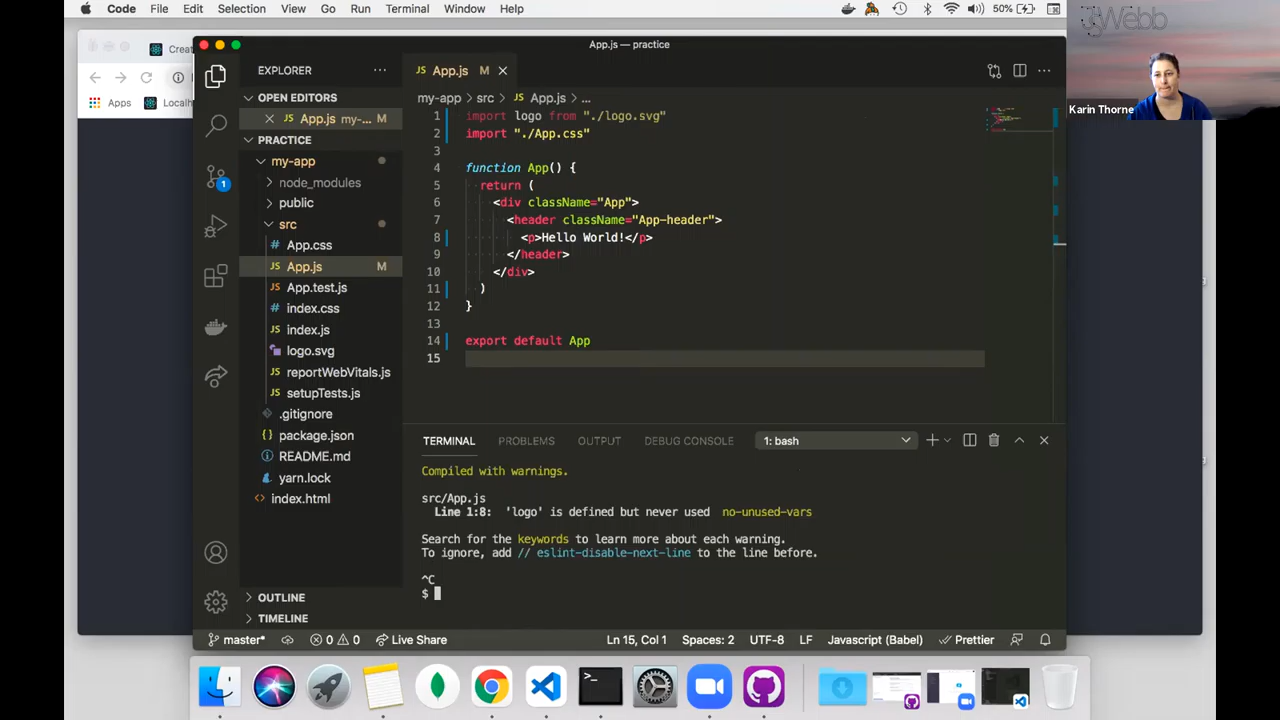 Code File Edit Selection View Go Run Terminal Window Help 50%
Webb
Karin Thorne
Creat
Apps Localh
App.js — practice
EXPLORER
OPEN EDITORS
App.js my-... M
PRACTICE
my-app
node_modules
public
src
App.css
App.js M
App.test.js
index.css
index.js
logo.svg
reportWebVitals.js
setupTests.js
.gitignore
package.json
README.md
yarn.lock
index.html
OUTLINE
TIMELINE
1
App.js M
my-app > src > App.js > ...
1 import logo from "./logo.svg"
2 import "./App.css"
3
4 function App() {
5 return (
6 <div className="App">
7 <header className="App-header">
8 <p>Hello World!</p>
9 </header>
10 </div>
11 )
12 }
13
14 export default App
15
TERMINAL PROBLEMS OUTPUT DEBUG CONSOLE 1: bash
Compiled with warnings.
src/App.js
Line 1:8: 'logo' is defined but never used no-unused-vars
Search for the keywords to learn more about each warning.
To ignore, add // eslint-disable-next-line to the line before.
^C
$
master* 0 0 Live Share Ln 15, Col 1 Spaces: 2 UTF-8 LF Javascript (Babel) Prettier